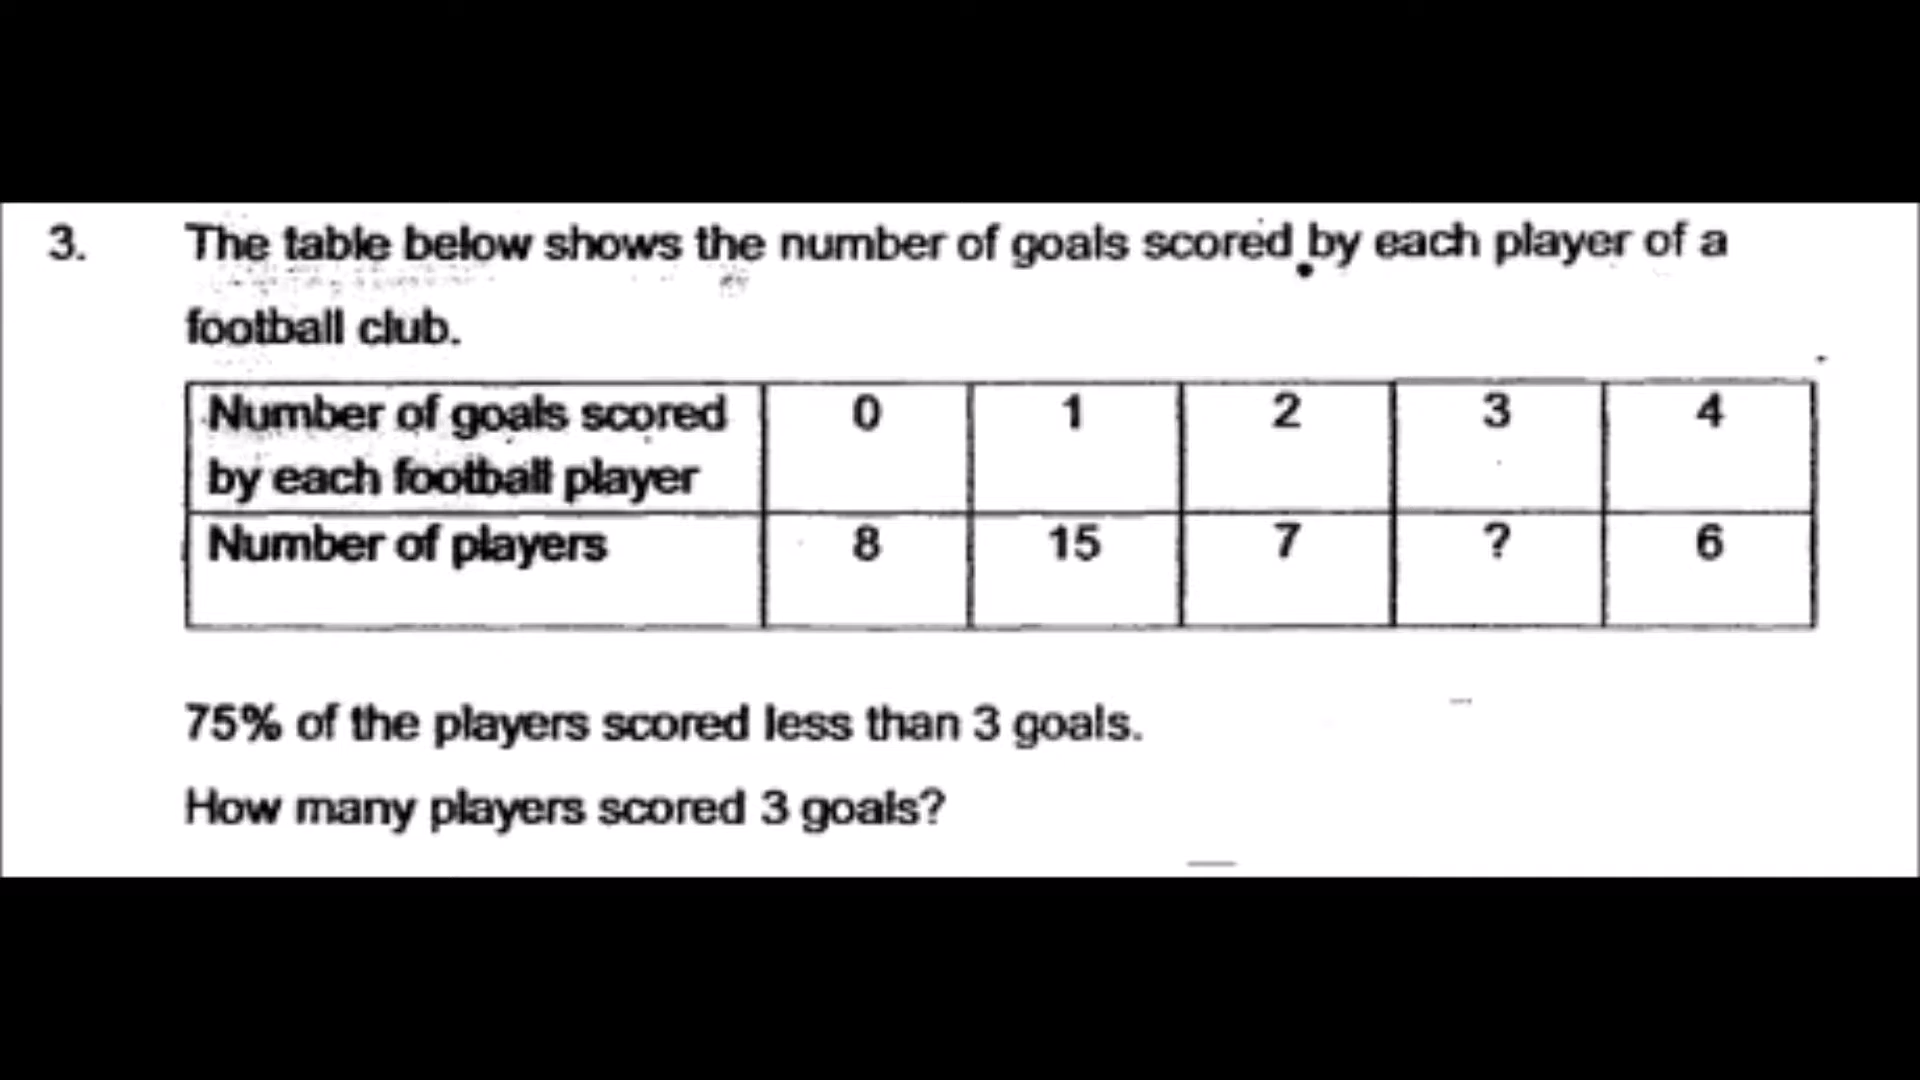 3. The table below shows the number of goals scored by each player of a
football club.
Number of goals scored 0 1 2 3 4
by each football player
Number of players 8 15 7 ? 6
75% of the players scored less than 3 goals.
How many players scored 3 goals?